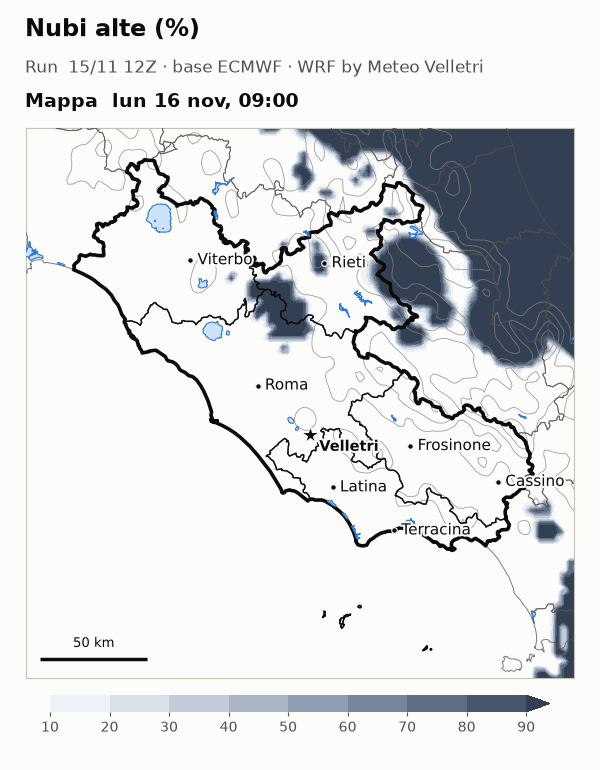 Nubi alte (%)
Run  15/11 12Z · base ECMWF · WRF by Meteo Velletri
Mappa  lun 16 nov, 09:00
Viterbo
Rieti
Roma
Velletri
Frosinone
Cassino
Latina
Terracina
50 km
10 20 30 40 50 60 70 80 90